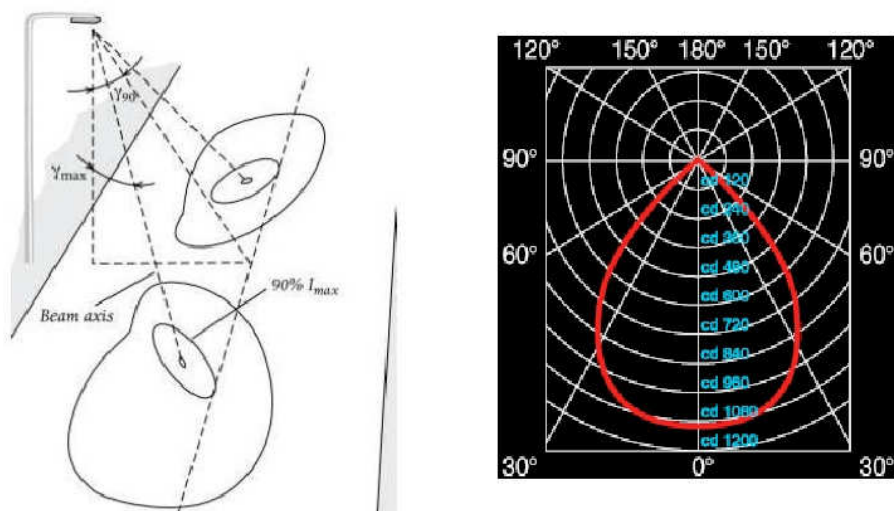 γ90
γmax
Beam axis
90% Imax
120° 150° 180° 150° 120°
90° 90°
60° 60°
30° 0° 30°
cd 120
cd 240
cd 360
cd 480
cd 600
cd 720
cd 840
cd 960
cd 1080
cd 1200